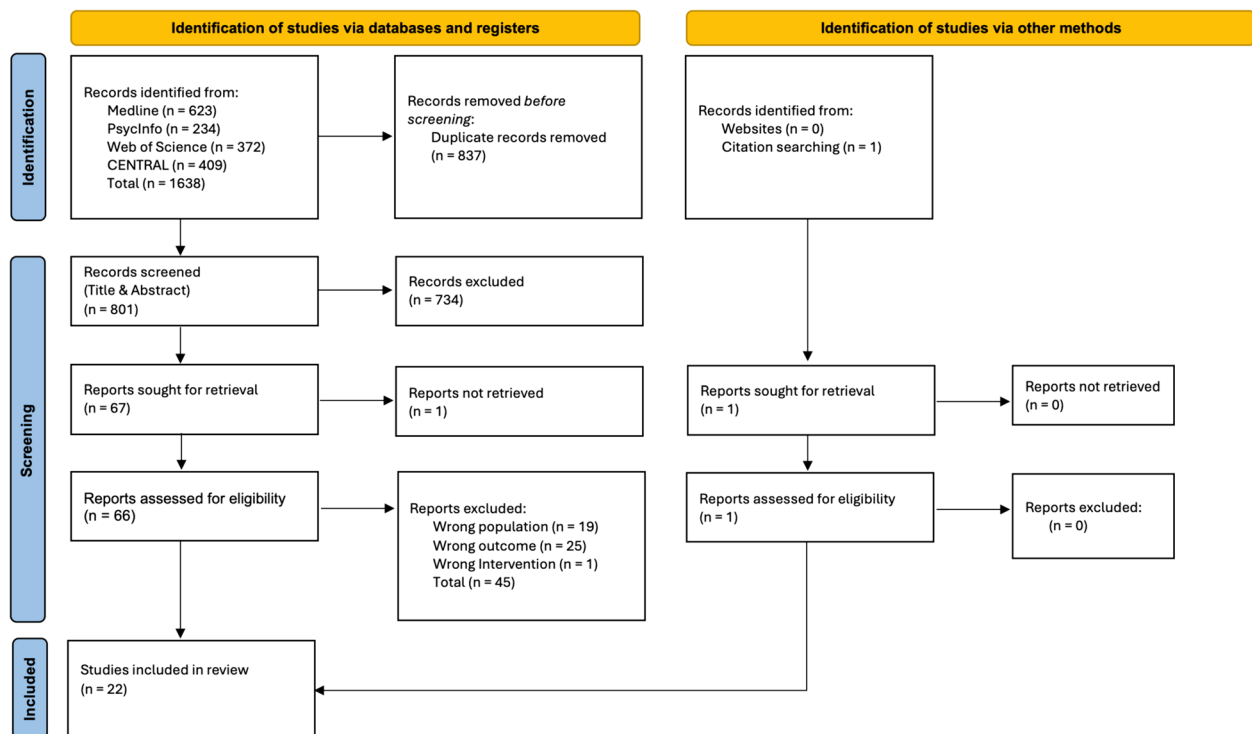 Identification of studies via databases and registers
Identification of studies via other methods
Identification
Records identified from:
Medline (n = 623)
PsycInfo (n = 234)
Web of Science (n = 372)
CENTRAL (n = 409)
Total (n = 1638)
Records removed before
screening:
Duplicate records removed
(n = 837)
Records identified from:
Websites (n = 0)
Citation searching (n = 1)
Screening
Records screened
(Title & Abstract)
(n = 801)
Records excluded
(n = 734)
Reports sought for retrieval
(n = 67)
Reports not retrieved
(n = 1)
Reports sought for retrieval
(n = 1)
Reports not retrieved
(n = 0)
Reports assessed for eligibility
(n = 66)
Reports excluded:
Wrong population (n = 19)
Wrong outcome (n = 25)
Wrong Intervention (n = 1)
Total (n = 45)
Reports assessed for eligibility
(n = 1)
Reports excluded:
(n = 0)
Included
Studies included in review
(n = 22)